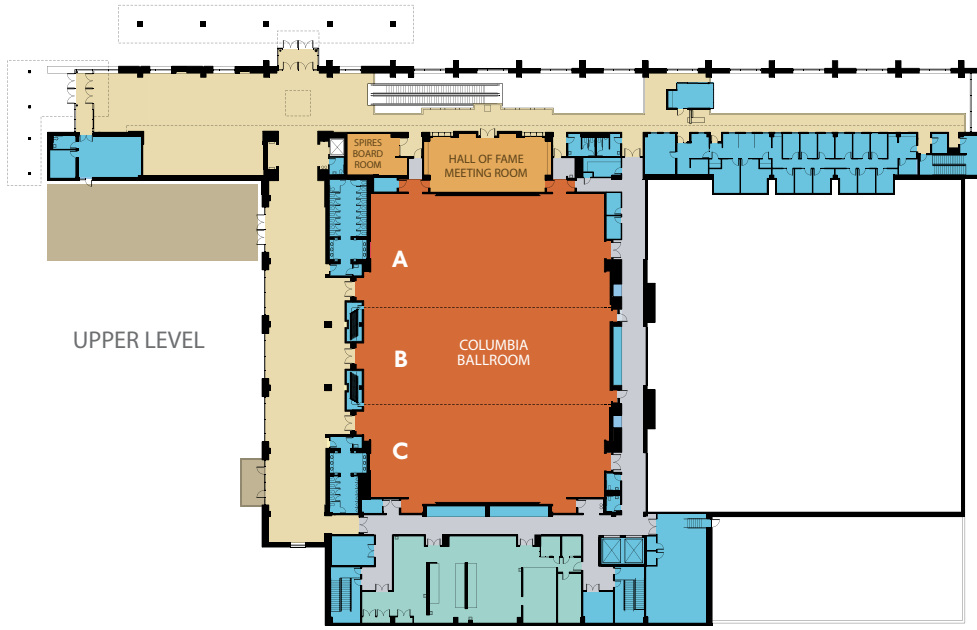 SPIRES
BOARD
ROOM
HALL OF FAME
MEETING ROOM
A
UPPER LEVEL
B
COLUMBIA
BALLROOM
C